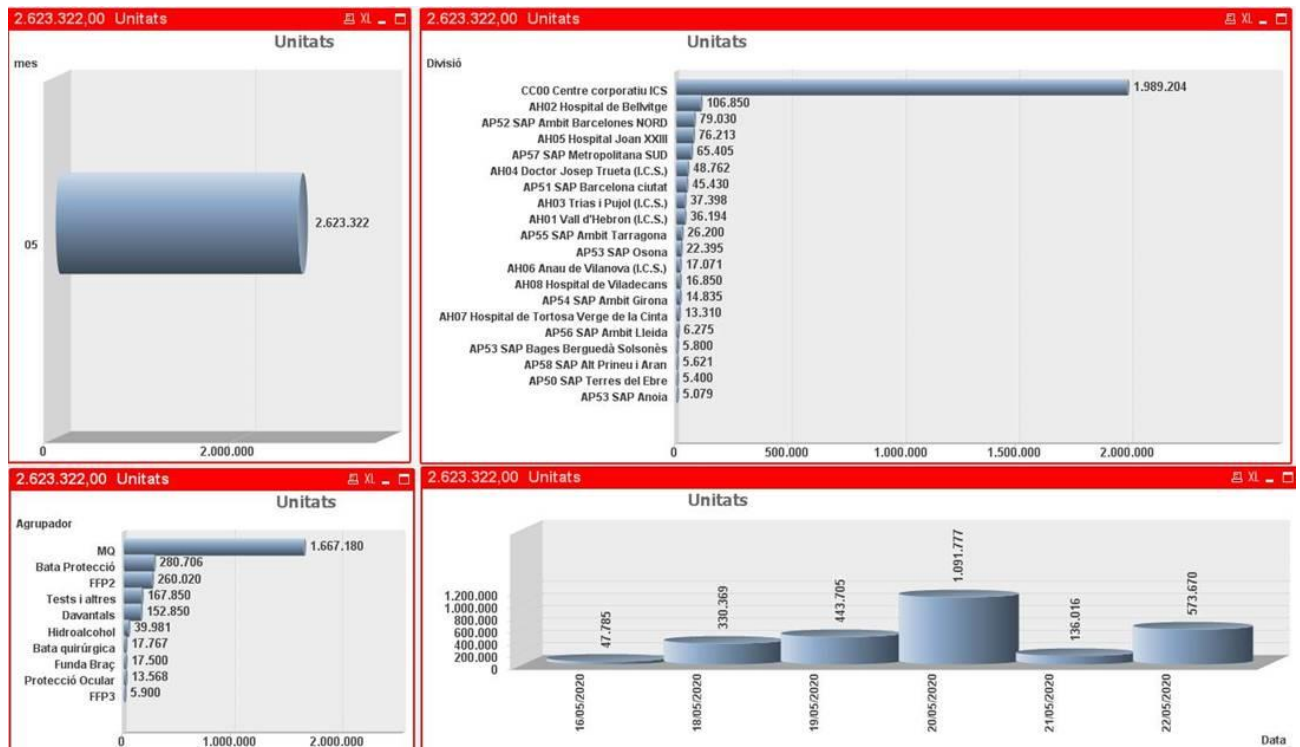 2.623.322,00 Unitats XL
Unitats
mes
05
2.623.322
0 2.000.000
2.623.322,00 Unitats XL
Unitats
Divisió
CC00 Centre corporatiu ICS 1.989.204
AH02 Hospital de Bellvitge 106.850
AP52 SAP Ambit Barcelones NORD 79.030
AH05 Hospital Joan XXIII 76.213
AP57 SAP Metropolitana SUD 65.405
AH04 Doctor Josep Trueta (I.C.S.) 48.762
AP51 SAP Barcelona ciutat 45.430
AH03 Trias i Pujol (I.C.S.) 37.398
AH01 Vall d'Hebron (I.C.S.) 36.194
AP55 SAP Ambit Tarragona 26.200
AP53 SAP Osona 22.395
AH06 Anau de Vilanova (I.C.S.) 17.071
AH08 Hospital de Viladecans 16.850
AP54 SAP Ambit Girona 14.835
AH07 Hospital de Tortosa Verge de la Cinta 13.310
AP56 SAP Ambit Lleida 6.275
AP53 SAP Bages Berguedà Solsonès 5.800
AP58 SAP Alt Prineu i Aran 5.621
AP50 SAP Terres del Ebre 5.400
AP53 SAP Anoia 5.079
0 500.000 1.000.000 1.500.000 2.000.000
2.623.322,00 Unitats XL
Unitats
Agrupador
MQ 1.667.180
Bata Protecció 280.706
FFP2 260.020
Tests i altres 167.850
Davantals 152.850
Hidroalcohol 39.981
Bata quirúrgica 17.767
Funda Braç 17.500
Protecció Ocular 13.568
FFP3 5.900
0 1.000.000 2.000.000
2.623.322,00 Unitats XL
Unitats
1.200.000
1.000.000
800.000
600.000
400.000
200.000
0
47.785 330.369 443.705 1.091.777 136.016 573.670
16/05/2020 18/05/2020 19/05/2020 20/05/2020 21/05/2020 22/05/2020
Data